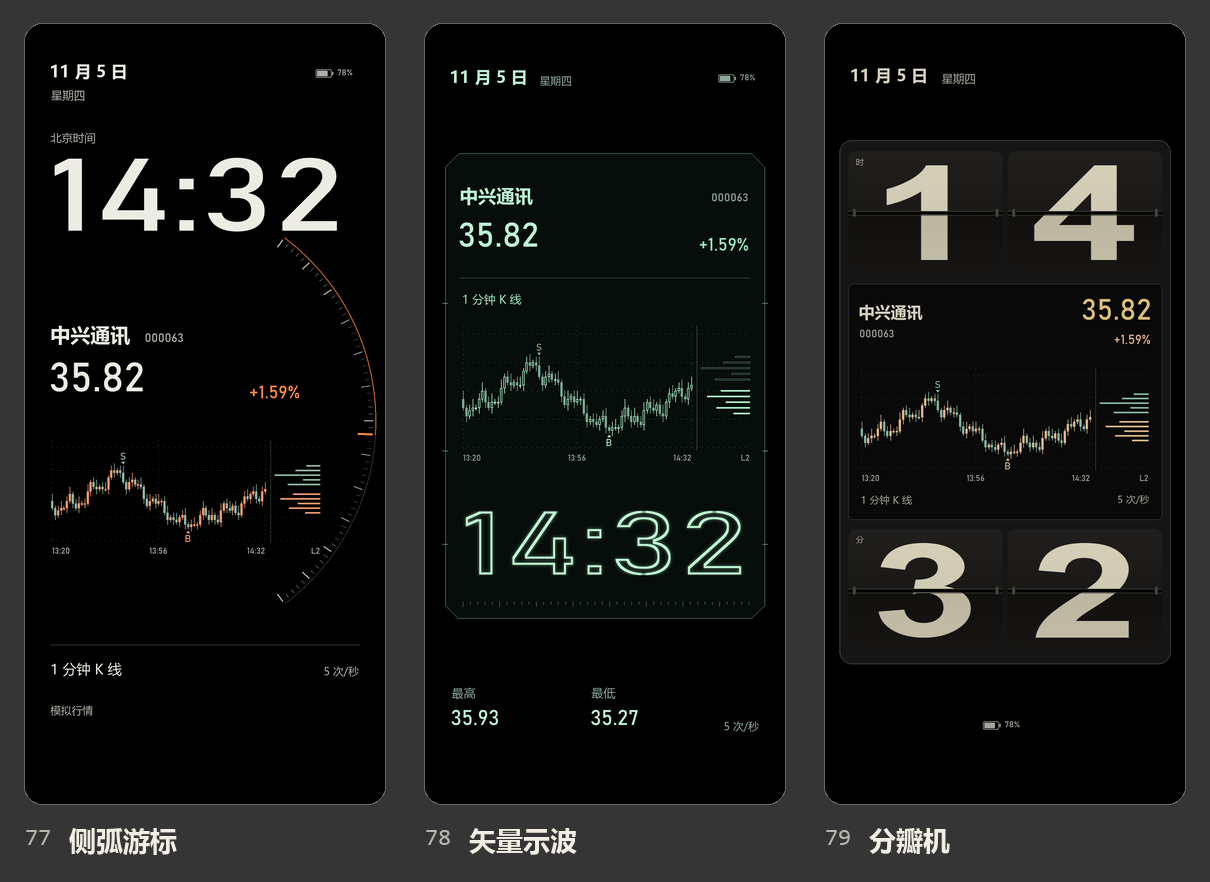 11 月 5 日
78%
星期四
北京时间
14:32
中兴通讯 000063
35.82
+1.59%
S
B
13:20 13:56 14:32 L2
1 分钟 K 线
5 次/秒
模拟行情
77 侧弧游标
11 月 5 日 星期四
78%
中兴通讯 000063
35.82
+1.59%
1 分钟 K 线
S
B
13:20 13:56 14:32 L2
14:32
最高 最低
35.93 35.27
5 次/秒
78 矢量示波
11 月 5 日 星期四
时
14
中兴通讯 35.82
000063
+1.59%
S
B
13:20 13:56 14:32 L2
1 分钟 K 线 5 次/秒
分
32
78%
79 分瓣机